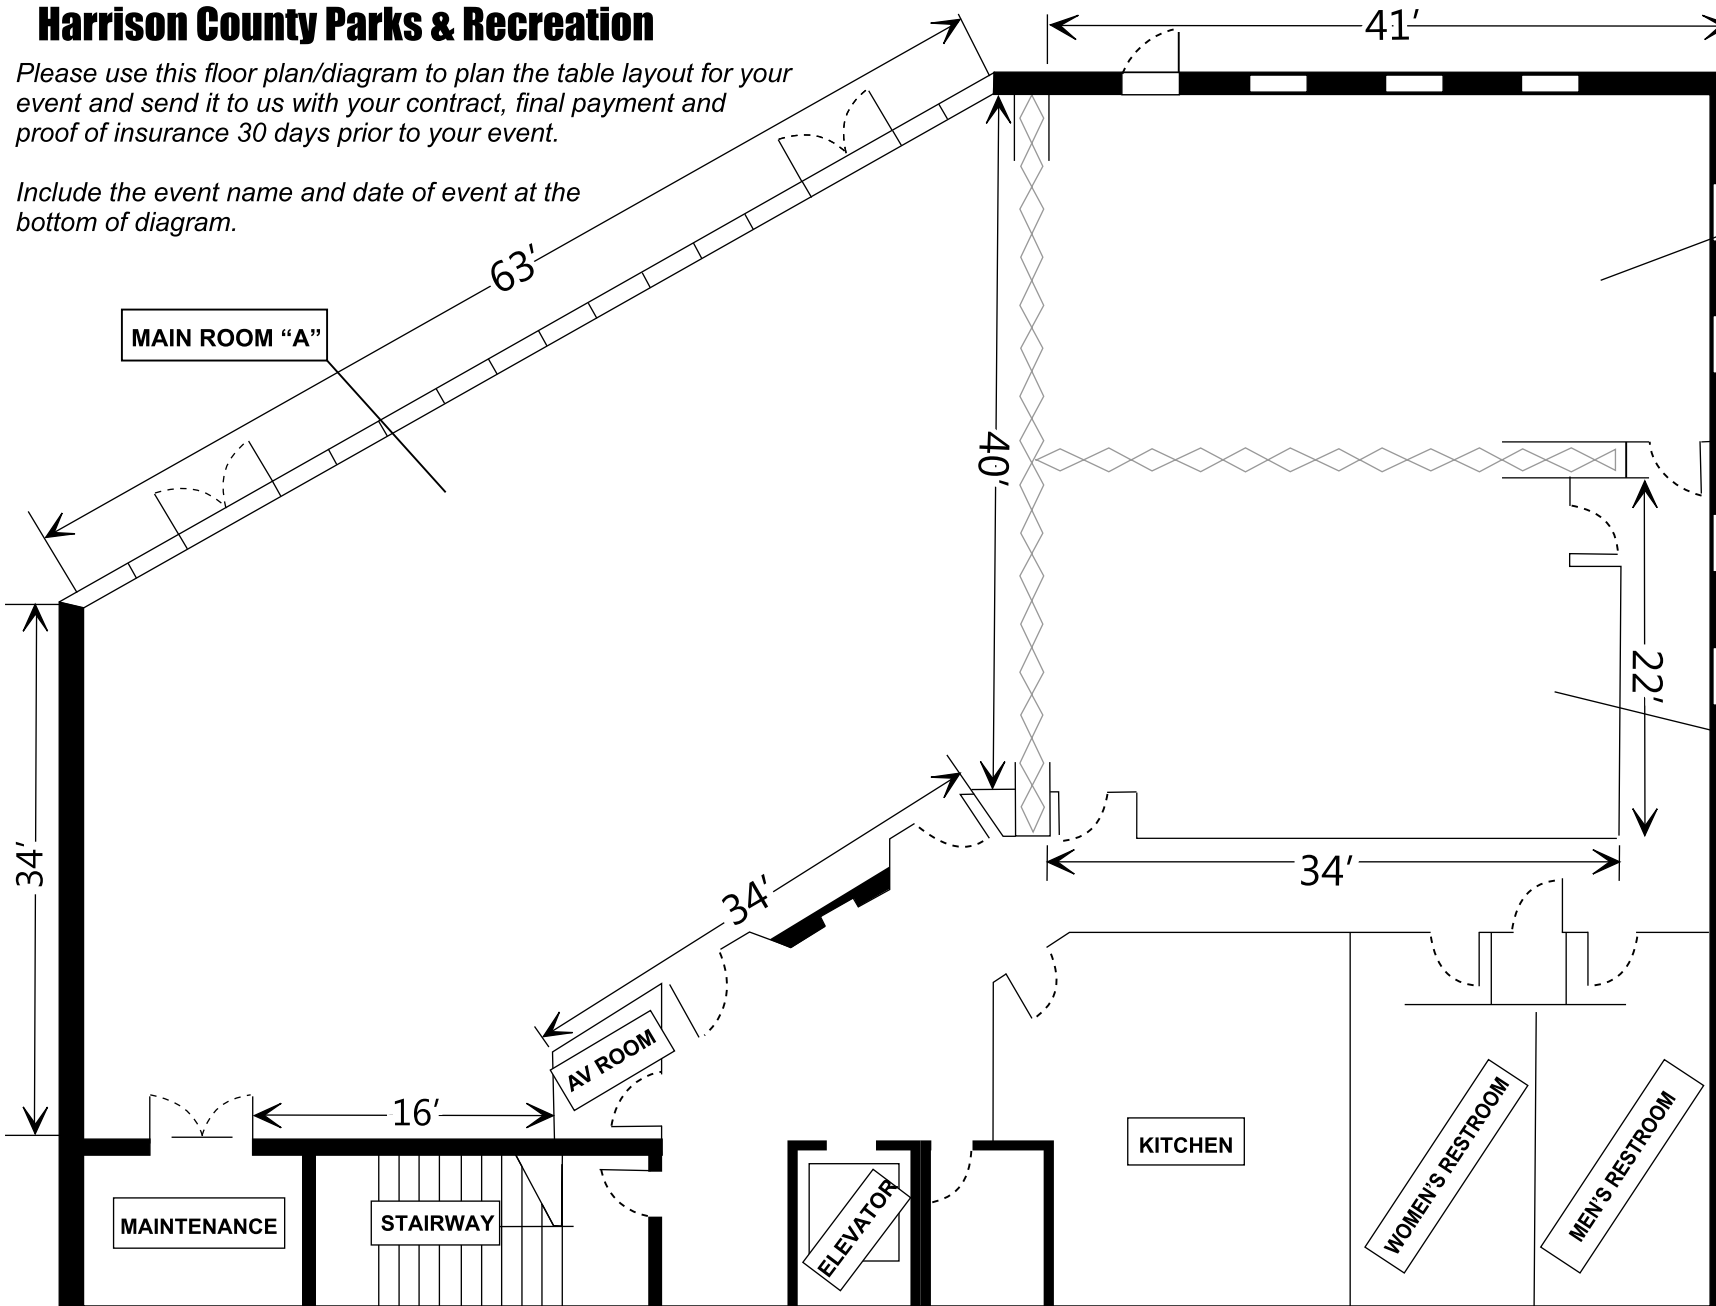 Harrison County Parks & Recreation
Please use this floor plan/diagram to plan the table layout for your
event and send it to us with your contract, final payment and
proof of insurance 30 days prior to your event.
Include the event name and date of event at the
bottom of diagram.
41′
63′
MAIN ROOM “A”
40′
22′
34′
34′
34′
AV ROOM
16′
KITCHEN
WOMEN’S RESTROOM
MEN’S RESTROOM
MAINTENANCE
STAIRWAY
ELEVATOR